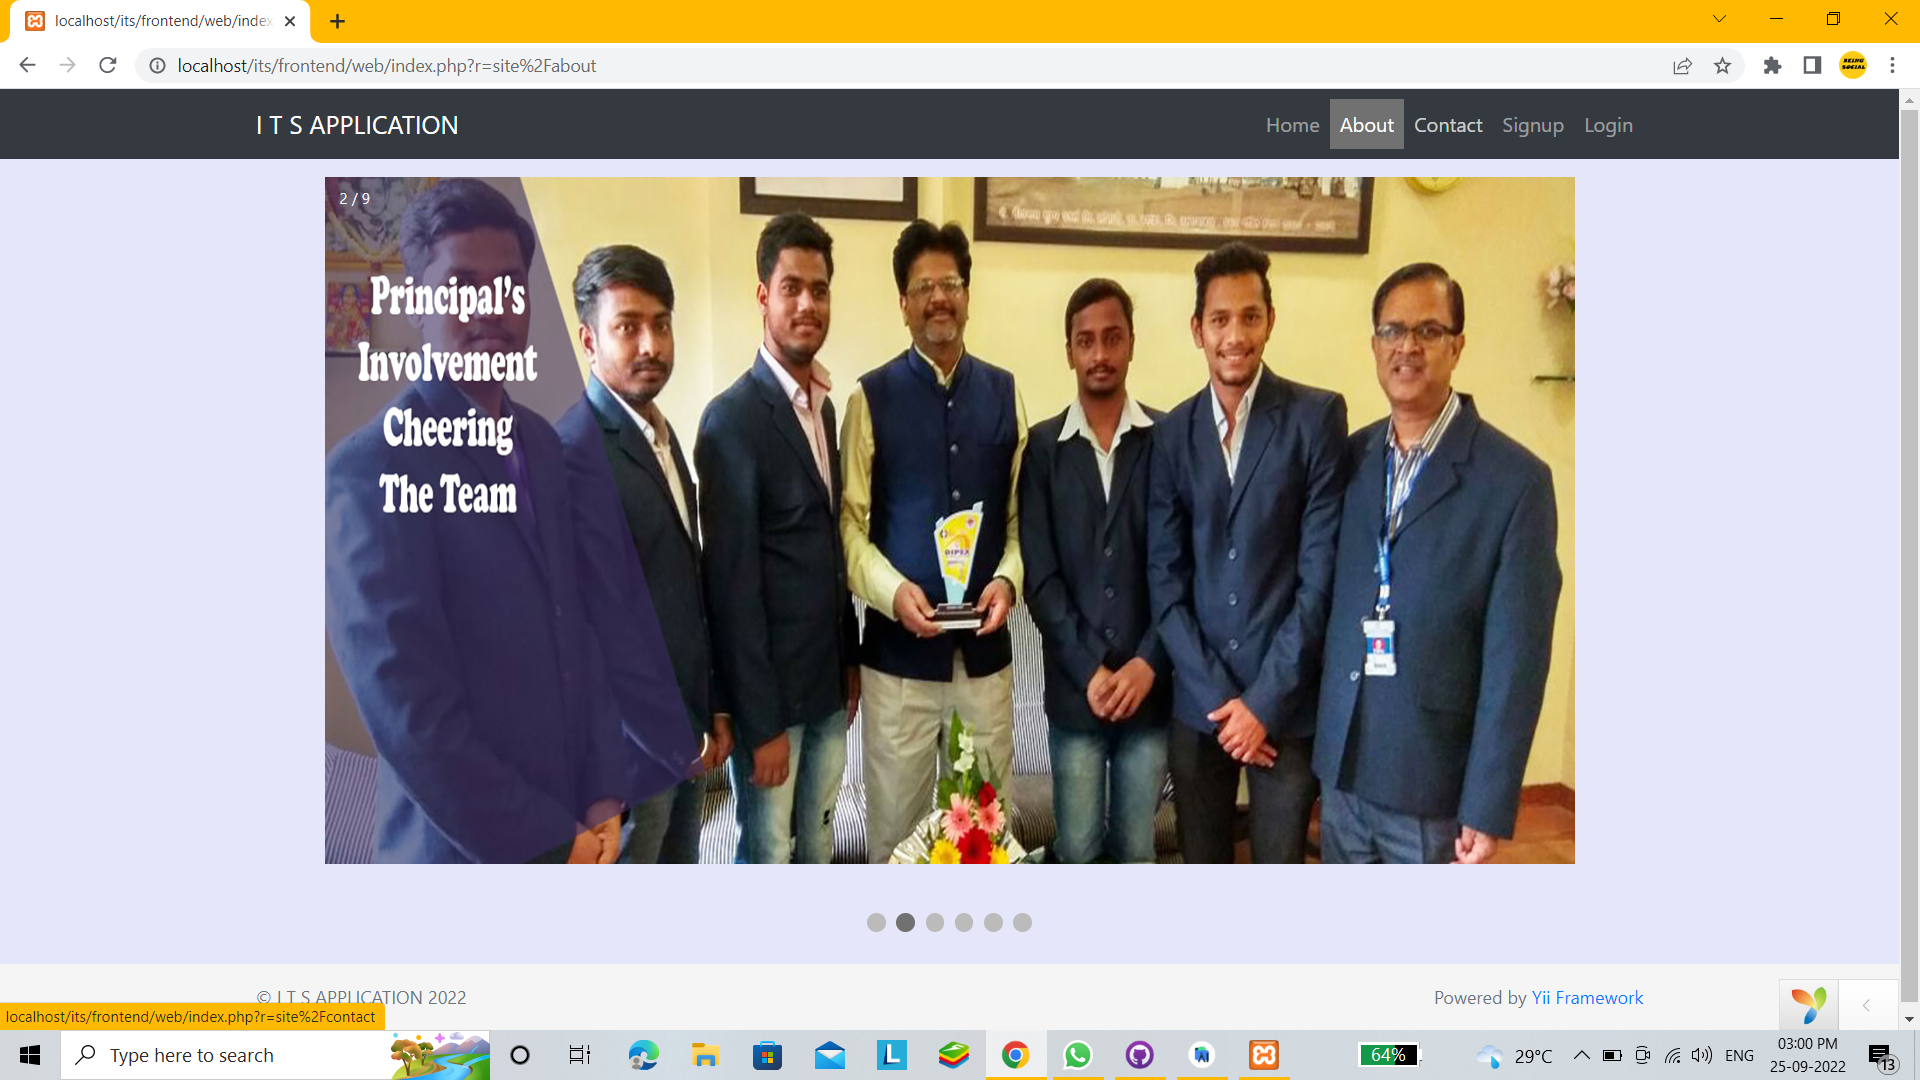 localhost/its/frontend/web/index
localhost/its/frontend/web/index.php?r=site%2Fabout
BEING SOCIAL
I T S APPLICATION
Home About Contact Signup Login
2 / 9
Principal's
Involvement
Cheering
The Team
© I T S APPLICATION 2022
Powered by Yii Framework
localhost/its/frontend/web/index.php?r=site%2Fcontact
Type here to search
L
64%
29°C
ENG
03:00 PM
25-09-2022
13